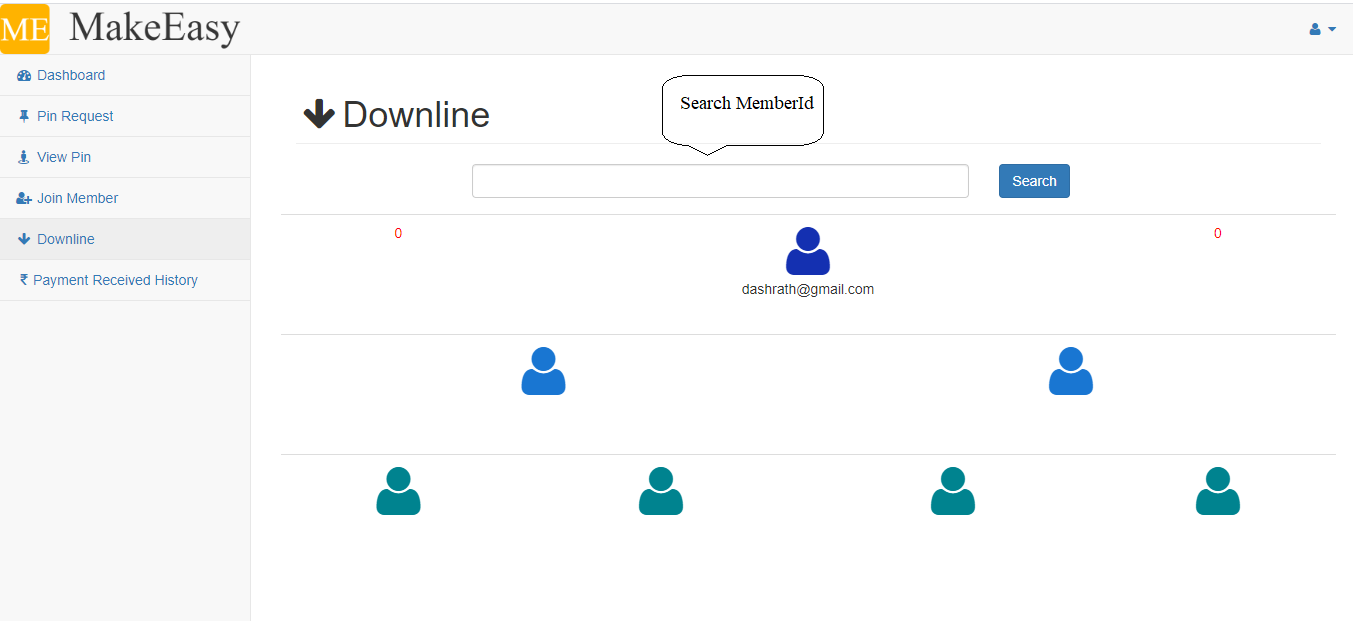 ME MakeEasy
Dashboard
Pin Request
View Pin
Join Member
Downline
₹ Payment Received History
Downline
Search MemberId
Search
0
0
dashrath@gmail.com